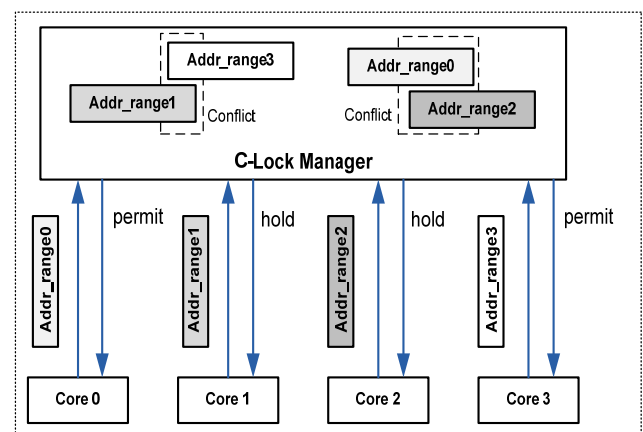 Addr_range3
Addr_range0
Addr_range1
Addr_range2
Conflict
Conflict
C-Lock Manager
permit
hold
hold
permit
Addr_range0
Addr_range1
Addr_range2
Addr_range3
Core 0
Core 1
Core 2
Core 3